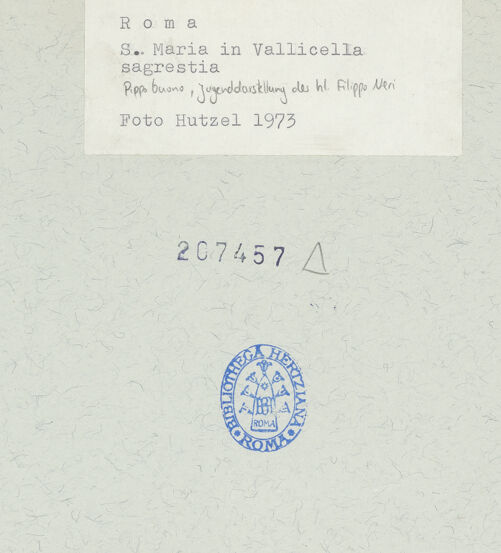 Roma
S. Maria in Vallicella
sagrestia
Pippo buono, Jugenddarstellung des hl. Filippo Neri
Foto Hutzel 1973
207457 △
BIBLIOTHECA HERTZIANA
ROMA
ROMA